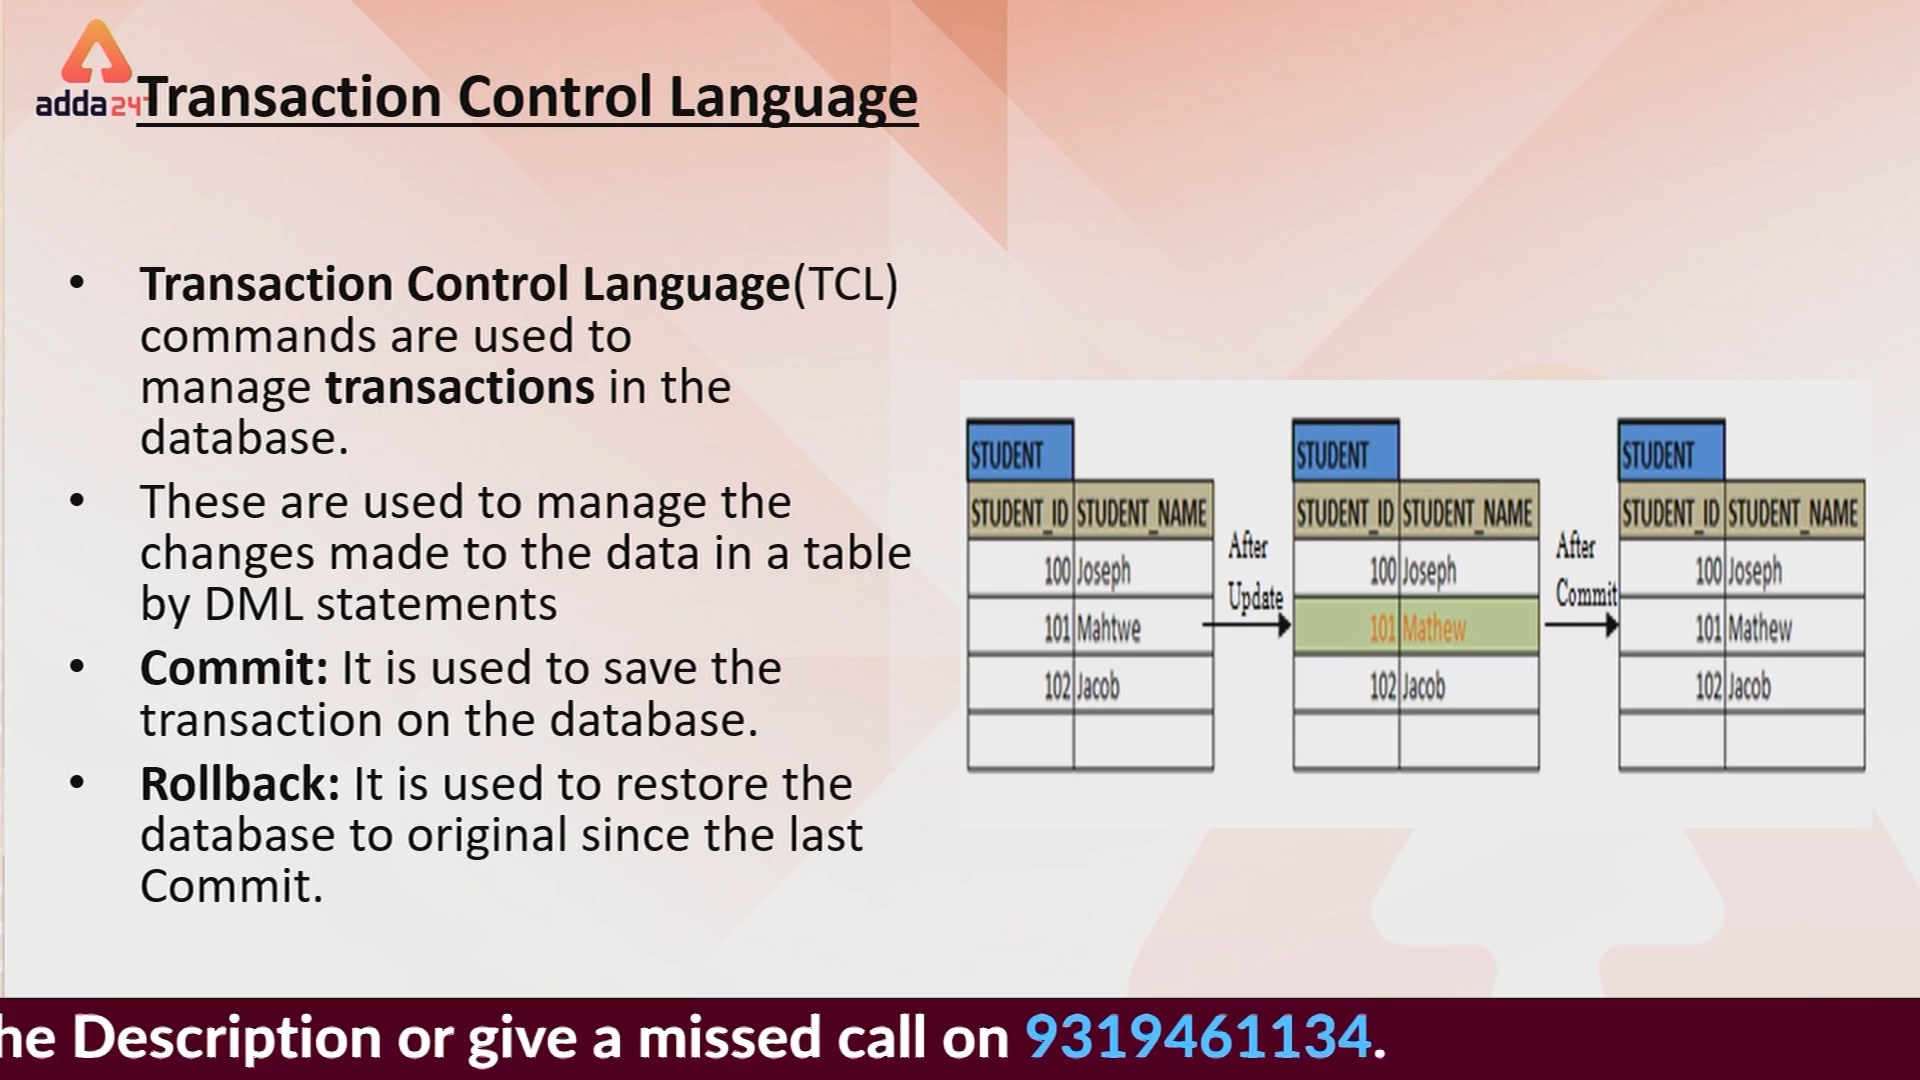 adda24
Transaction Control Language
• Transaction Control Language(TCL)
commands are used to
manage transactions in the
database.
• These are used to manage the
changes made to the data in a table
by DML statements
• Commit: It is used to save the
transaction on the database.
• Rollback: It is used to restore the
database to original since the last
Commit.
STUDENT
STUDENT_ID STUDENT_NAME
100 Joseph
101 Mahtwe
102 Jacob
After
Update
STUDENT
STUDENT_ID STUDENT_NAME
100 Joseph
101 Mathew
102 Jacob
After
Commit
STUDENT
STUDENT_ID STUDENT_NAME
100 Joseph
101 Mathew
102 Jacob
he Description or give a missed call on 9319461134.